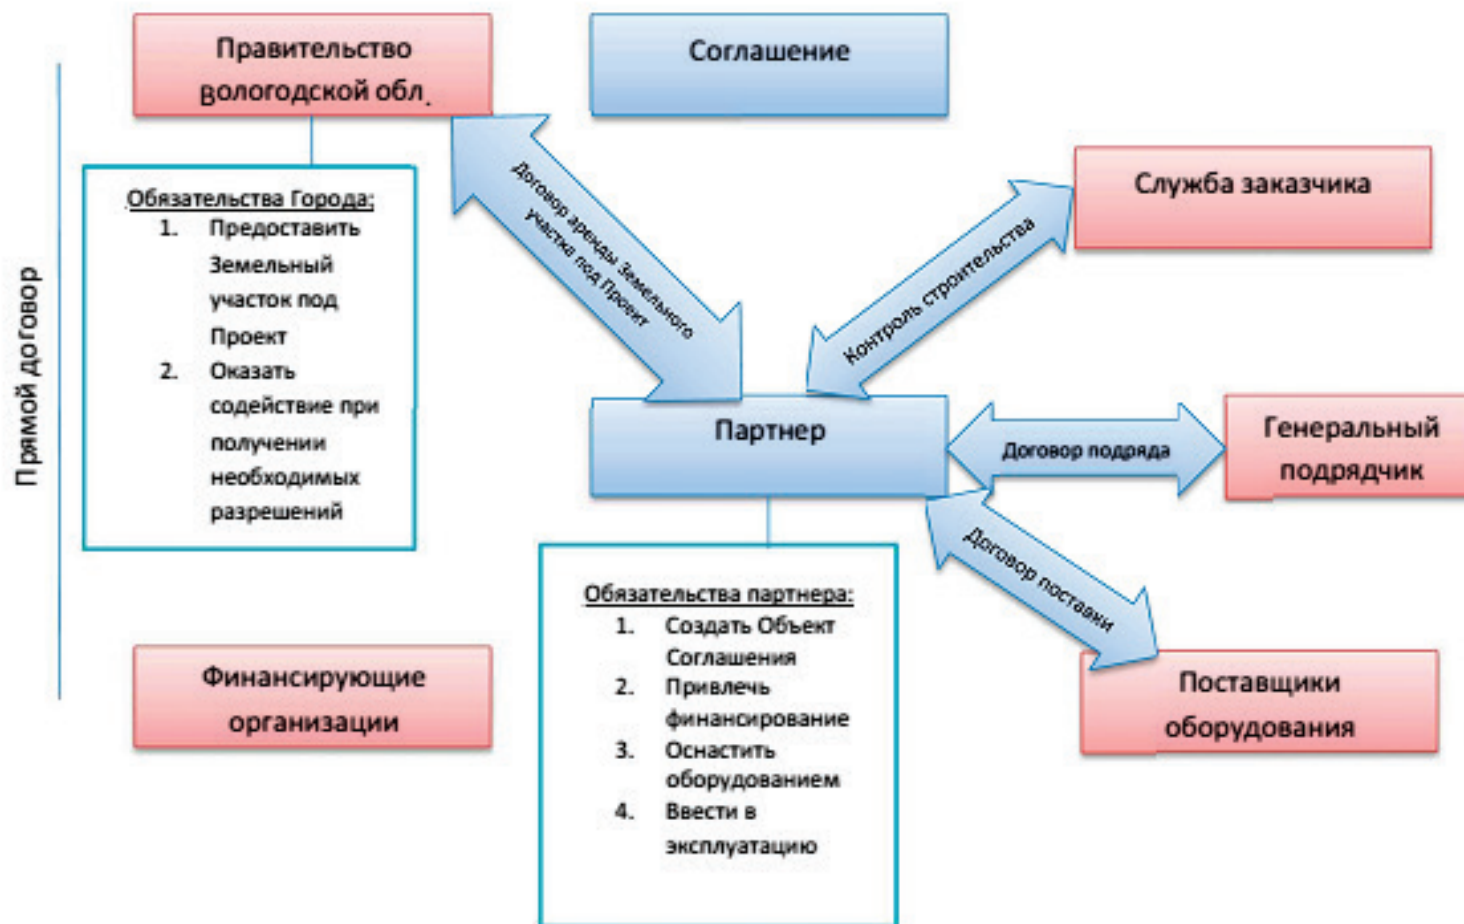 Правительство
вологодской обл.
Соглашение
Служба заказчика
Прямой договор
Обязательства Города:
1. Предоставить
Земельный
участок под
Проект
2. Оказать
содействие при
получении
необходимых
разрешений
Договор аренды Земельного
участка под Проект
Контроль строительства
Партнер
Договор подряда
Генеральный
подрядчик
Договор поставки
Обязательства партнера:
1. Создать Объект
Соглашения
2. Привлечь
финансирование
3. Оснастить
оборудованием
4. Ввести в
эксплуатацию
Финансирующие
организации
Поставщики
оборудования